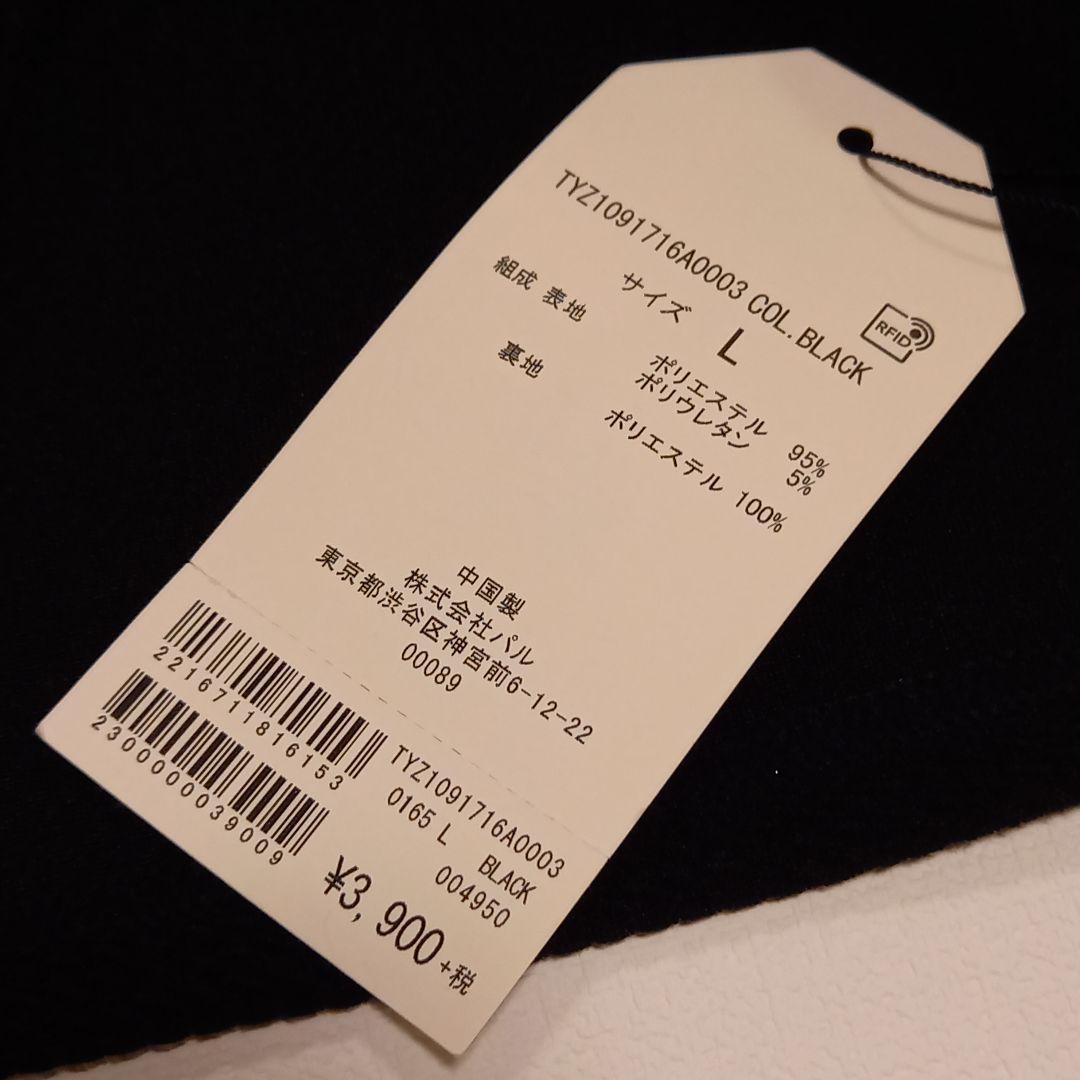 TYZ1091716A0003 COL.BLACK
RFID
サイズ L
組成 表地 ポリエステル 95%
ポリウレタン 5%
裏地 ポリエステル 100%
中国製
株式会社パル
東京都渋谷区神宮前6-12-22
00089
2216711816153
2300000039009
TYZ1091716A0003
0165 L BLACK
004950
¥3,900+税